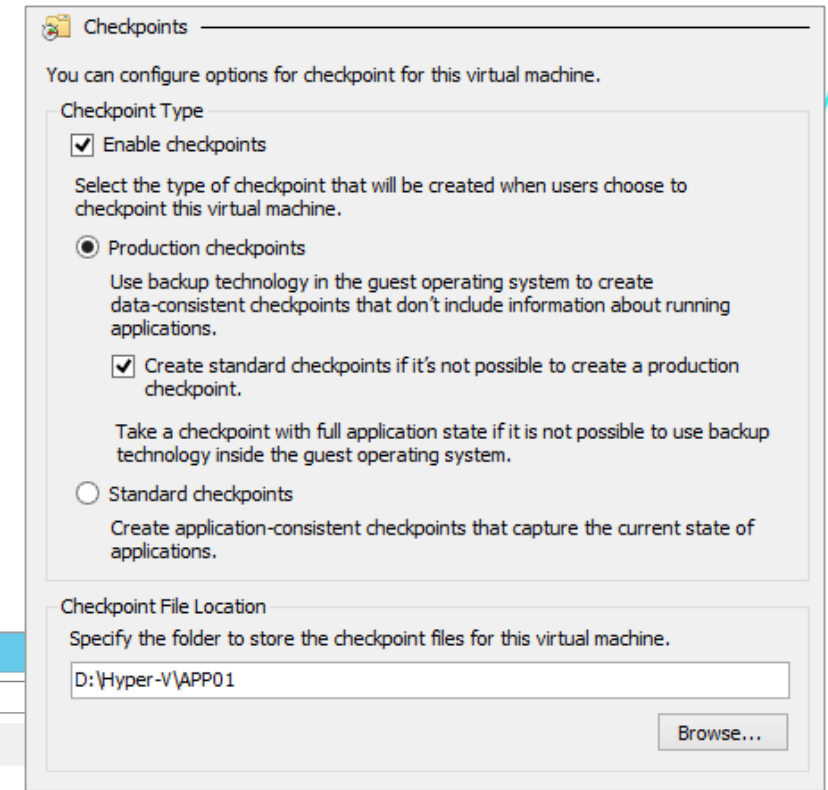 Checkpoints
You can configure options for checkpoint for this virtual machine.
Checkpoint Type
Enable checkpoints
Select the type of checkpoint that will be created when users choose to
checkpoint this virtual machine.
Production checkpoints
Use backup technology in the guest operating system to create
data-consistent checkpoints that don't include information about running
applications.
Create standard checkpoints if it's not possible to create a production
checkpoint.
Take a checkpoint with full application state if it is not possible to use backup
technology inside the guest operating system.
Standard checkpoints
Create application-consistent checkpoints that capture the current state of
applications.
Checkpoint File Location
Specify the folder to store the checkpoint files for this virtual machine.
D:\Hyper-V\APP01
Browse...